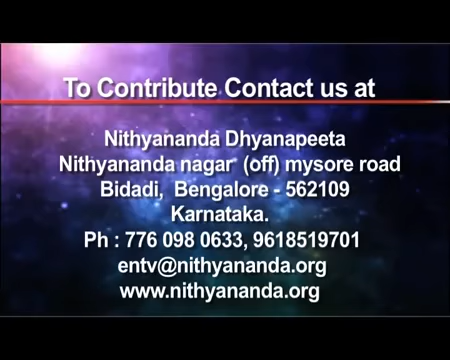 To Contribute Contact us at
Nithyananda Dhyanapeeta
Nithyananda nagar (off) mysore road
Bidadi, Bengalore - 562109
Karnataka.
Ph : 776 098 0633, 9618519701
entv@nithyananda.org
www.nithyananda.org